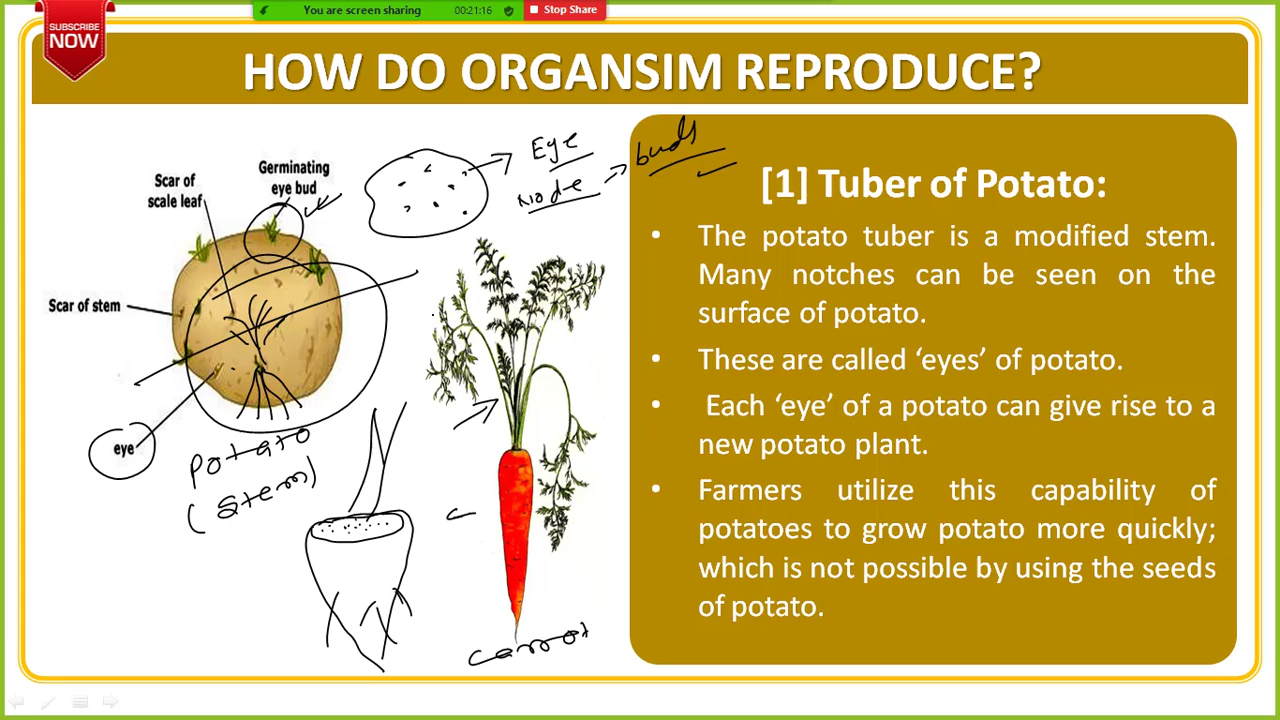 You are screen sharing 00:21:16 Stop Share
SUBSCRIBE
NOW
HOW DO ORGANSIM REPRODUCE?
Germinating
eye bud
Scar of
scale leaf
Scar of stem
eye
Eye
Node
buds
Potato
(stem)
carrot
[1] Tuber of Potato:
• The potato tuber is a modified stem.
Many notches can be seen on the
surface of potato.
• These are called ‘eyes’ of potato.
• Each ‘eye’ of a potato can give rise to a
new potato plant.
• Farmers utilize this capability of
potatoes to grow potato more quickly;
which is not possible by using the seeds
of potato.